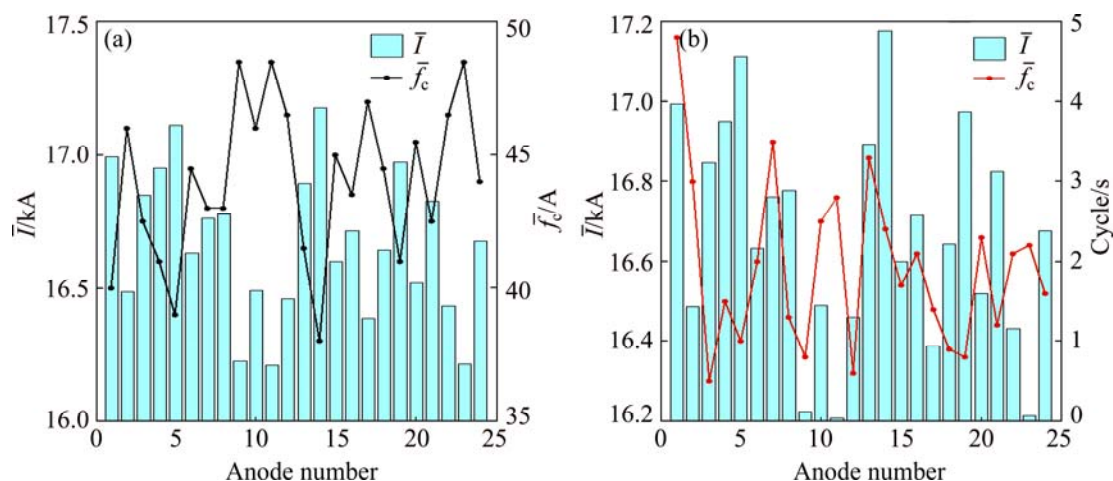 (a)
Ī
f̄c
17.5
17.0
16.5
16.0
Ī/kA
50
45
40
35
f̄c/A
0 5 10 15 20 25
Anode number
(b)
Ī
f̄c
17.2
17.0
16.8
16.6
16.4
16.2
Ī/kA
5
4
3
2
1
0
Cycle/s
0 5 10 15 20 25
Anode number